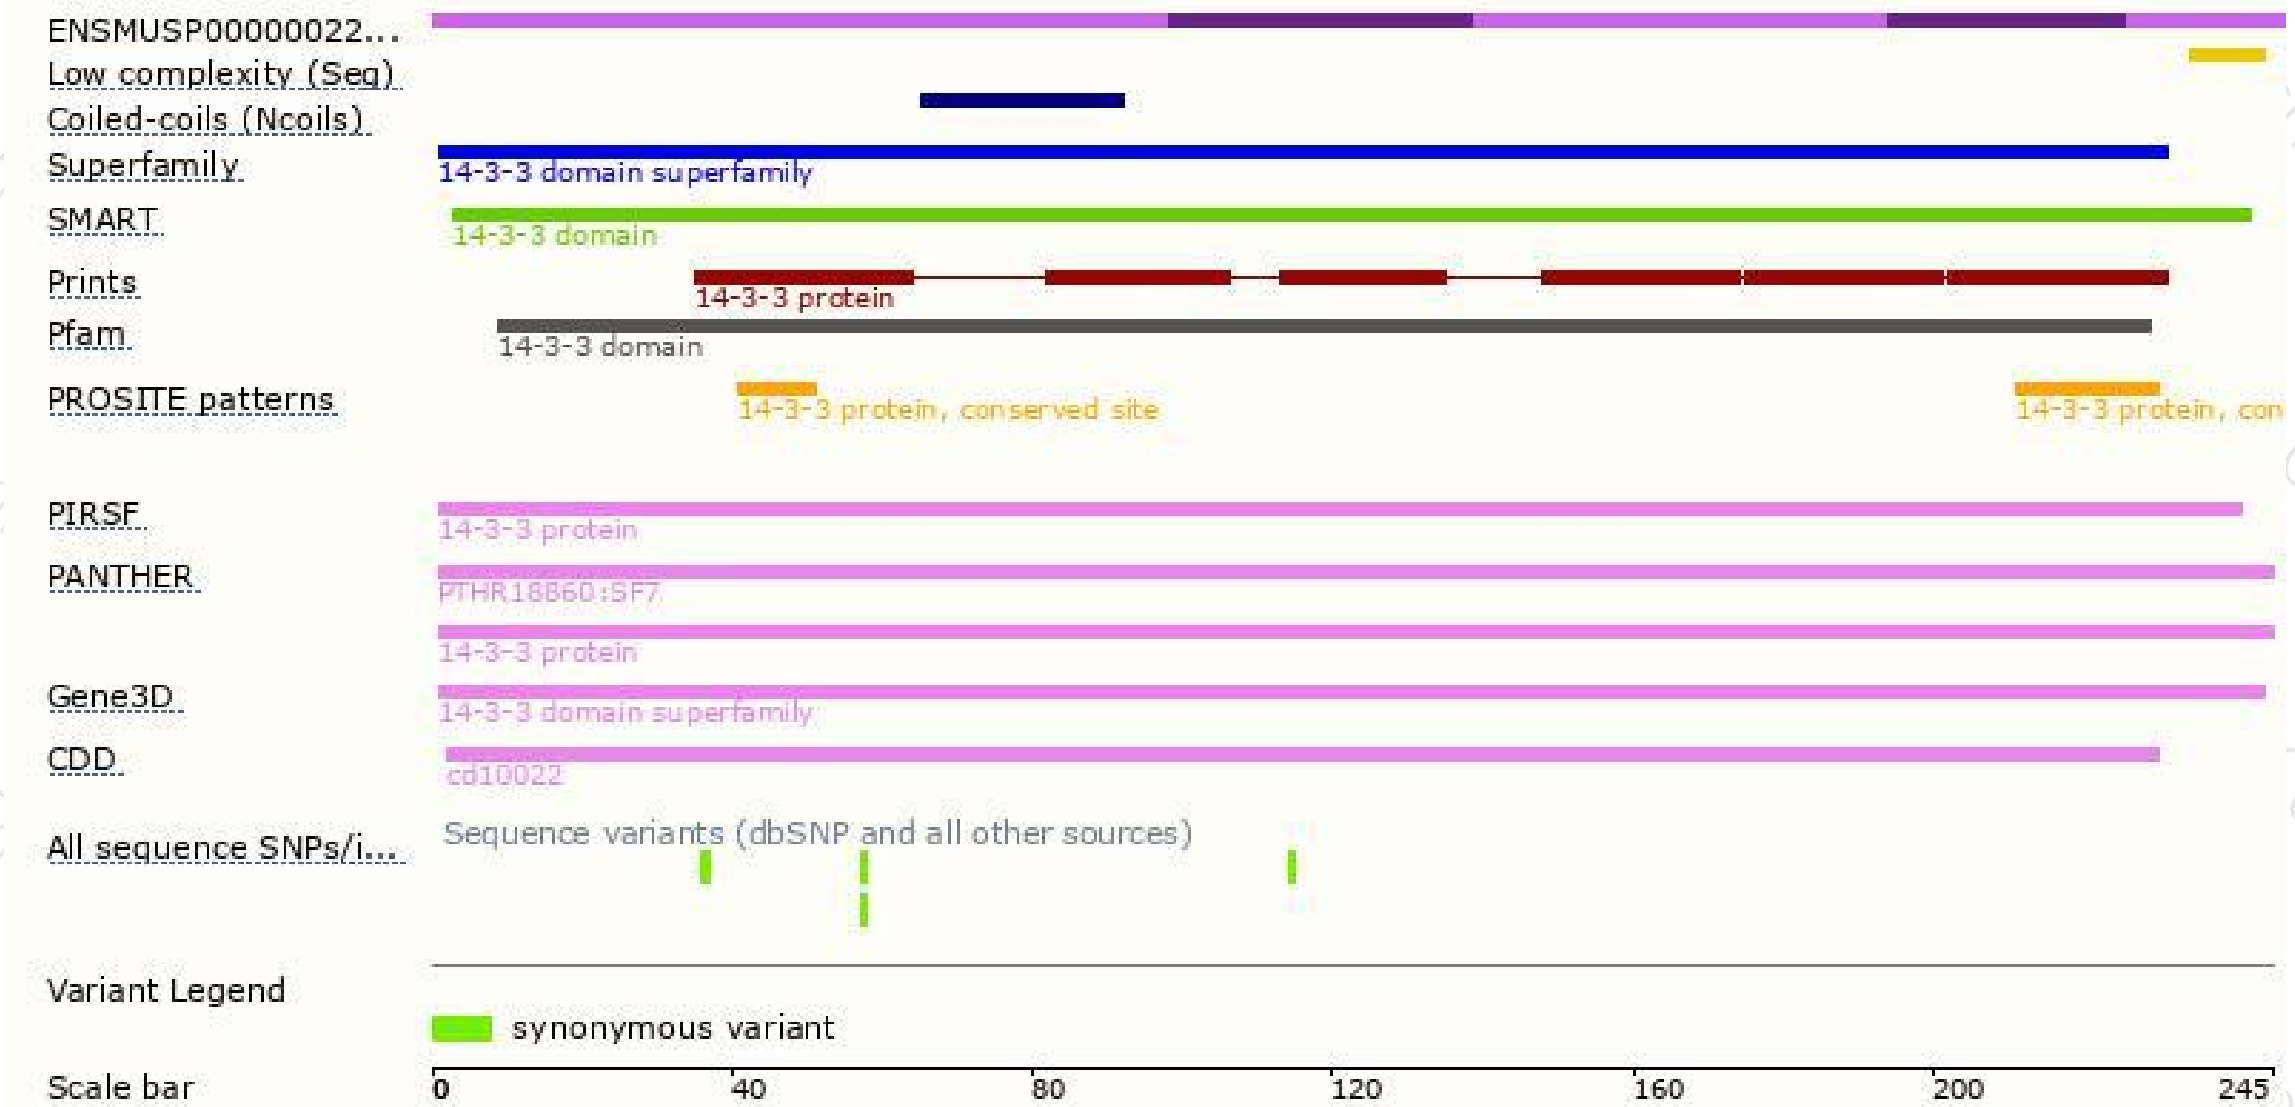 ENSMUSP00000022...
Low complexity (Seg)
Coiled-coils (Ncoils)
Superfamily
14-3-3 domain superfamily
SMART
14-3-3 domain
Prints
14-3-3 protein
Pfam
14-3-3 domain
PROSITE patterns
14-3-3 protein, conserved site
14-3-3 protein, con
PIRSF
14-3-3 protein
PANTHER
PTHR18860:SF7
14-3-3 protein
Gene3D
14-3-3 domain superfamily
CDD
cd10022
Sequence variants (dbSNP and all other sources)
All sequence SNPs/i...
Variant Legend
synonymous variant
Scale bar
0 40 80 120 160 200 245